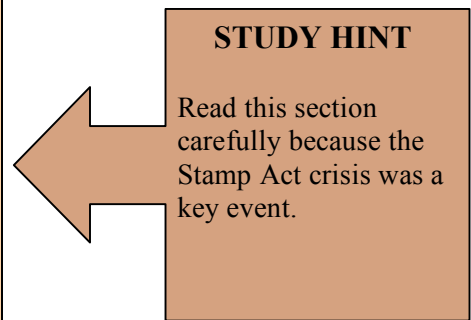 STUDY HINT
Read this section
carefully because the
Stamp Act crisis was a
key event.